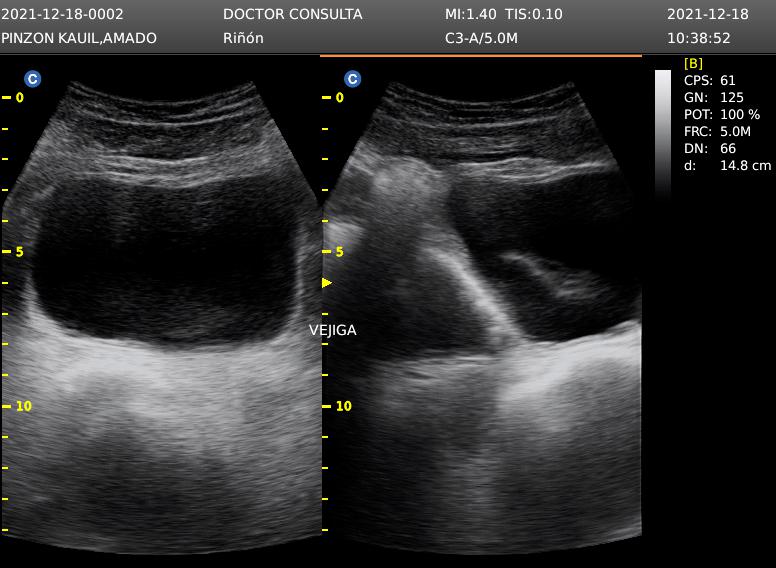 2021-12-18-0002 DOCTOR CONSULTA MI:1.40 TIS:0.10 2021-12-18
PINZON KAUIL,AMADO Riñón C3-A/5.0M 10:38:52
[B]
CPS: 61
GN: 125
POT: 100 %
FRC: 5.0M
DN: 66
d: 14.8 cm
C
0
5
10
C
0
5
10
VEJIGA